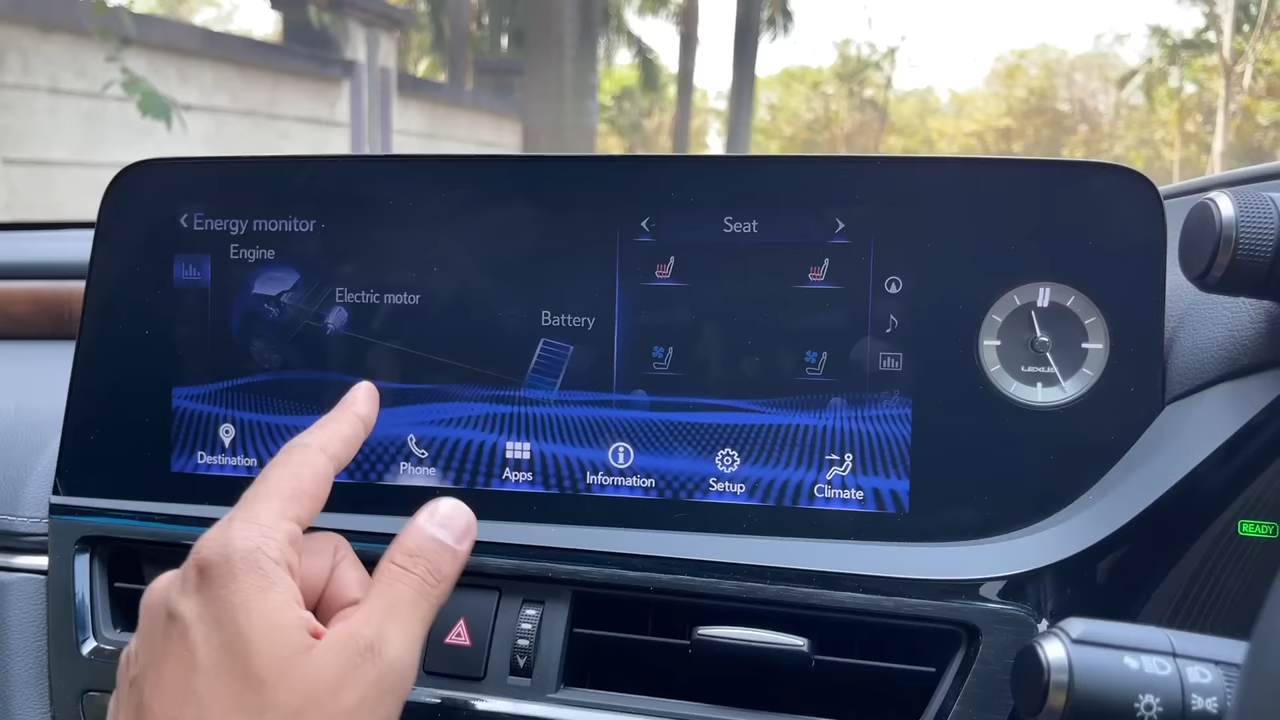 Energy monitor
Seat
Engine
Electric motor
Battery
LEXUS
Destination
Phone
Apps
Information
Setup
Climate
READY